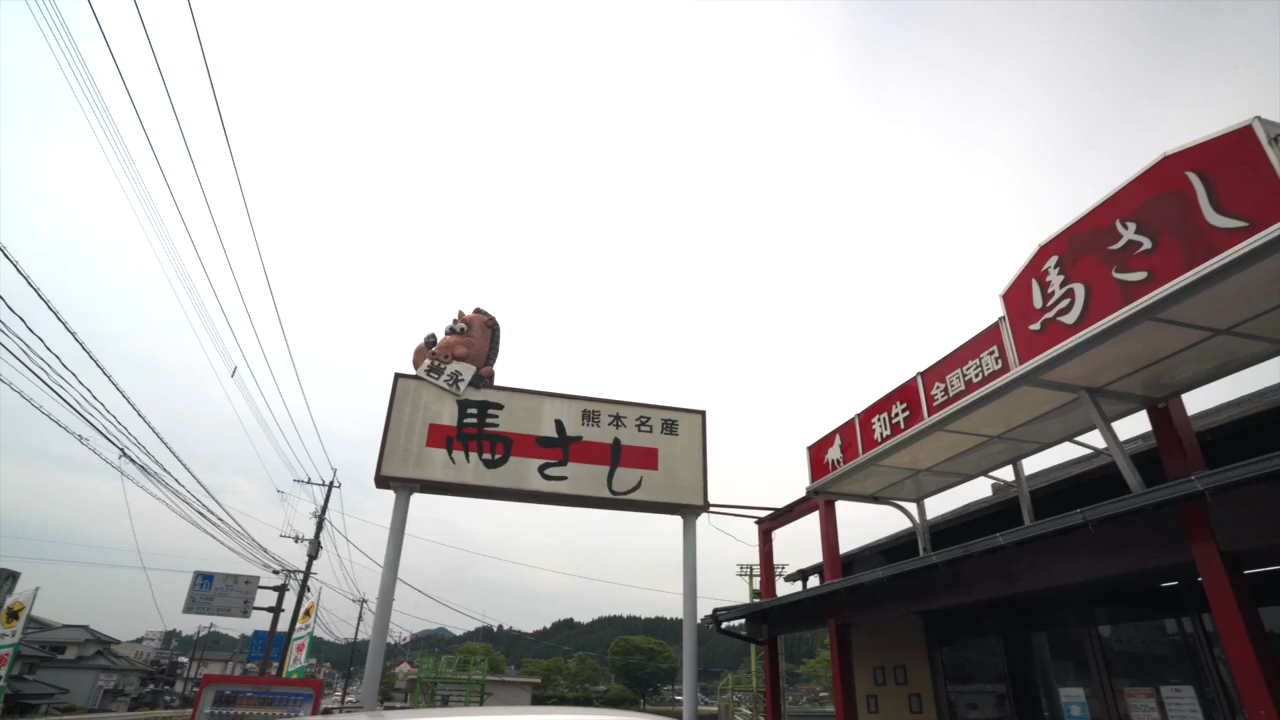 岩永
熊本名産
馬さし
和牛
全国宅配
馬さし